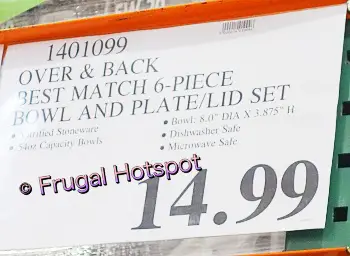 1401099
OVER & BACK
BEST MATCH 6-PIECE
BOWL AND PLATE/LID SET
• Vitrified Stoneware
• Bowl: 8.0" DIA X 3.875" H
• 54oz Capacity Bowls
• Dishwasher Safe
• Microwave Safe
© Frugal Hotspot
14.99